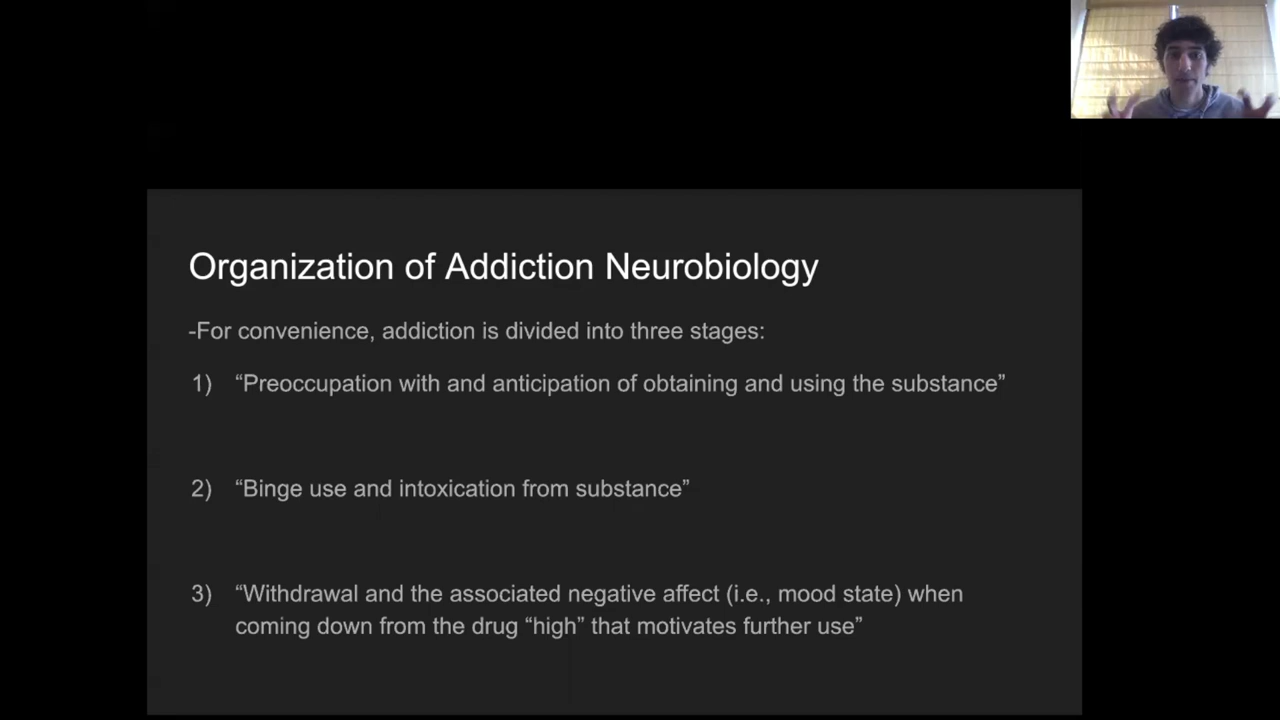 Organization of Addiction Neurobiology
-For convenience, addiction is divided into three stages:
1) “Preoccupation with and anticipation of obtaining and using the substance”
2) “Binge use and intoxication from substance”
3) “Withdrawal and the associated negative affect (i.e., mood state) when
coming down from the drug “high” that motivates further use”